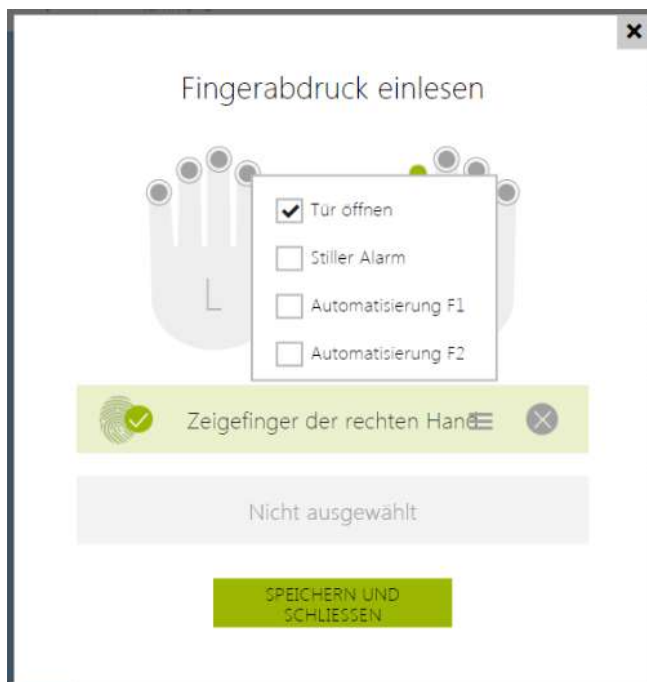 Fingerabdruck einlesen
L
Tür öffnen
Stiller Alarm
Automatisierung F1
Automatisierung F2
Zeigefinger der rechten Hand
Nicht ausgewählt
SPEICHERN UND
SCHLIESSEN